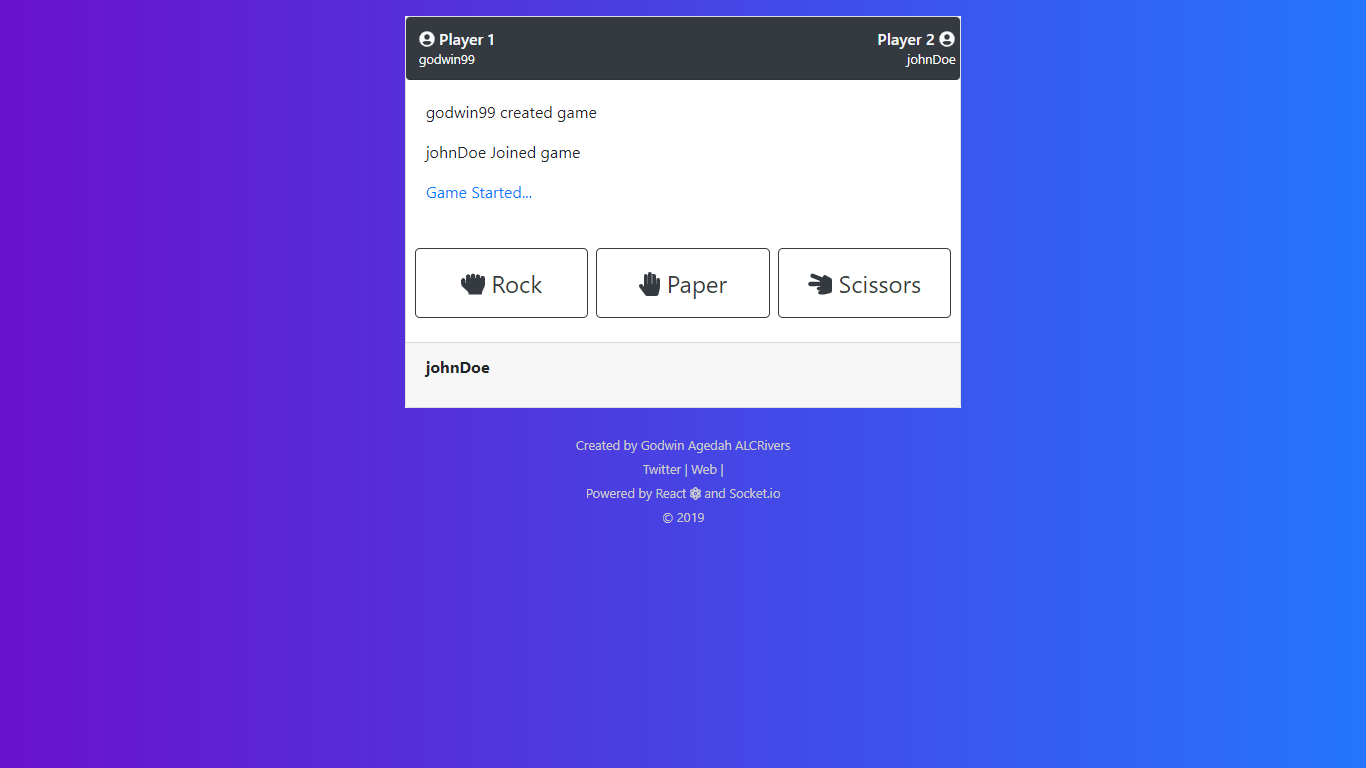 Player 1 Player 2
godwin99 johnDoe
godwin99 created game
johnDoe Joined game
Game Started...
Rock Paper Scissors
johnDoe
Created by Godwin Agedah ALCRivers
Twitter | Web |
Powered by React and Socket.io
© 2019